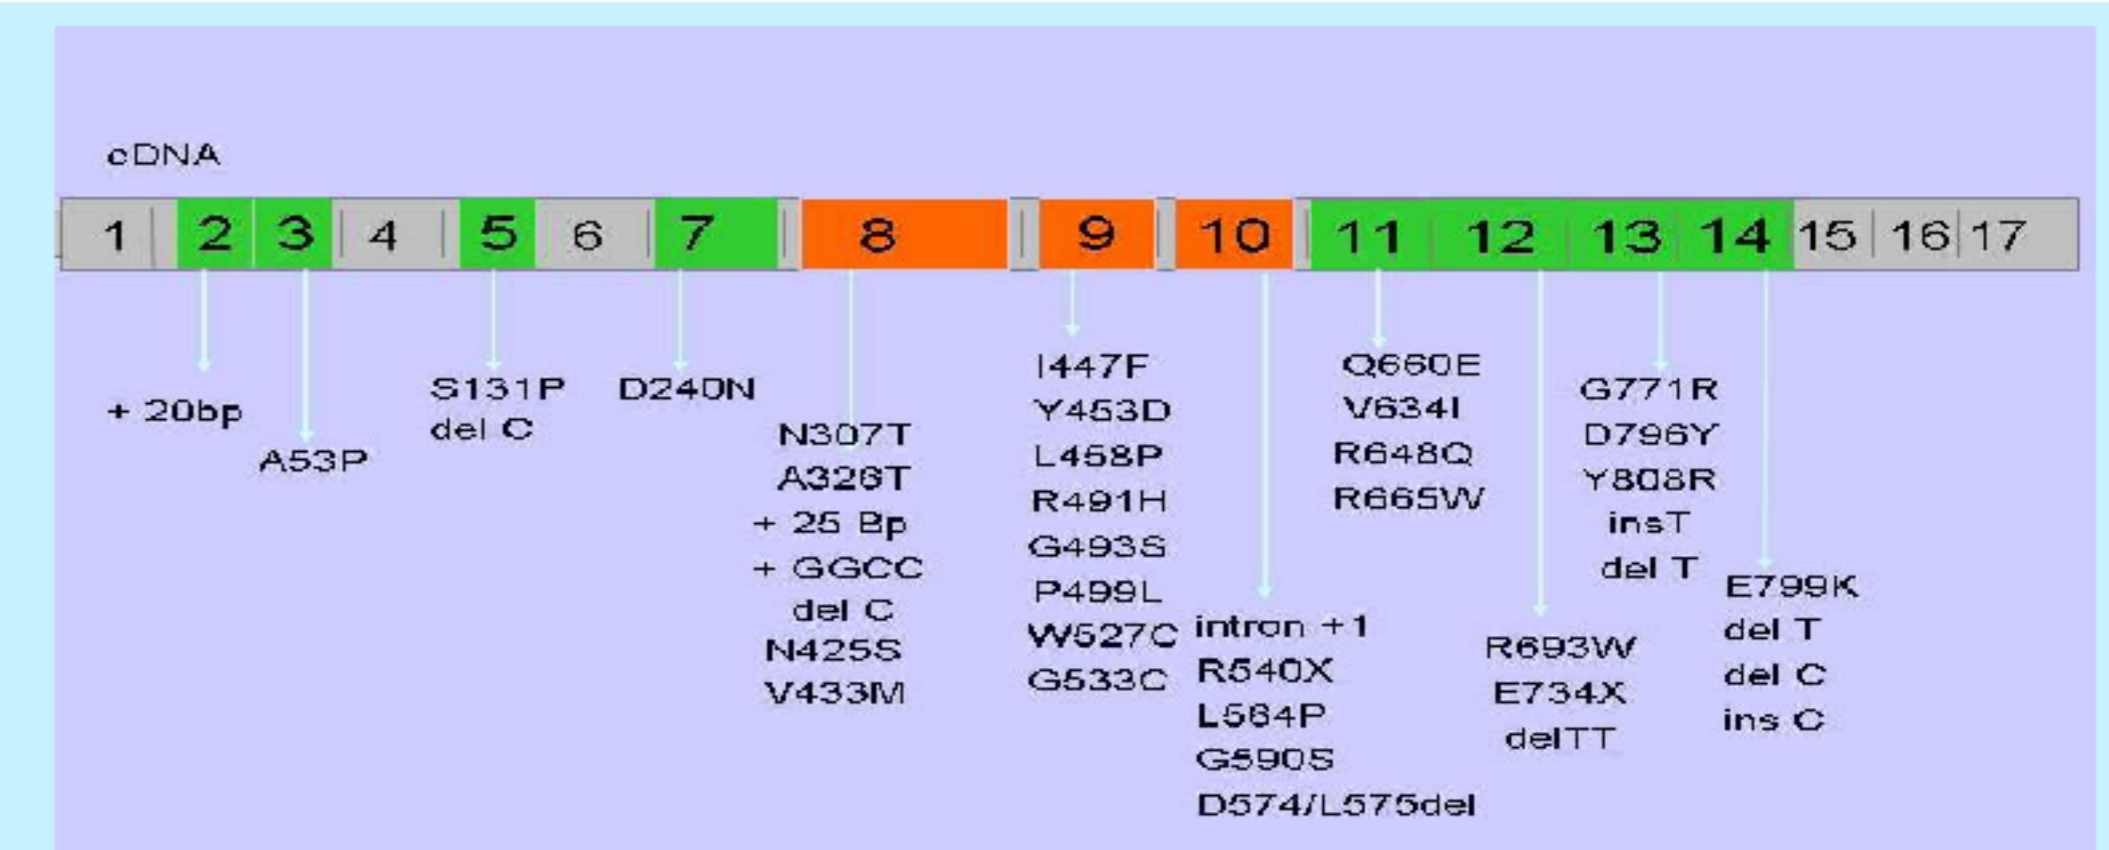 cDNA
1 2 3 4 5 6 7 8 9 10 11 12 13 14 15 16 17
+ 20bp
A53P
S131P
del C
D240N
N307T
A326T
+ 25 Bp
+ GGCC
del C
N425S
V433M
I447F
Y453D
L458P
R491H
G493S
P499L
W527C
G533C
intron +1
R540X
L564P
G590S
D574/L575del
Q660E
V634I
R648Q
R665W
R693W
E734X
delTT
G771R
D796Y
Y808R
insT
del T
E799K
del T
del C
ins C